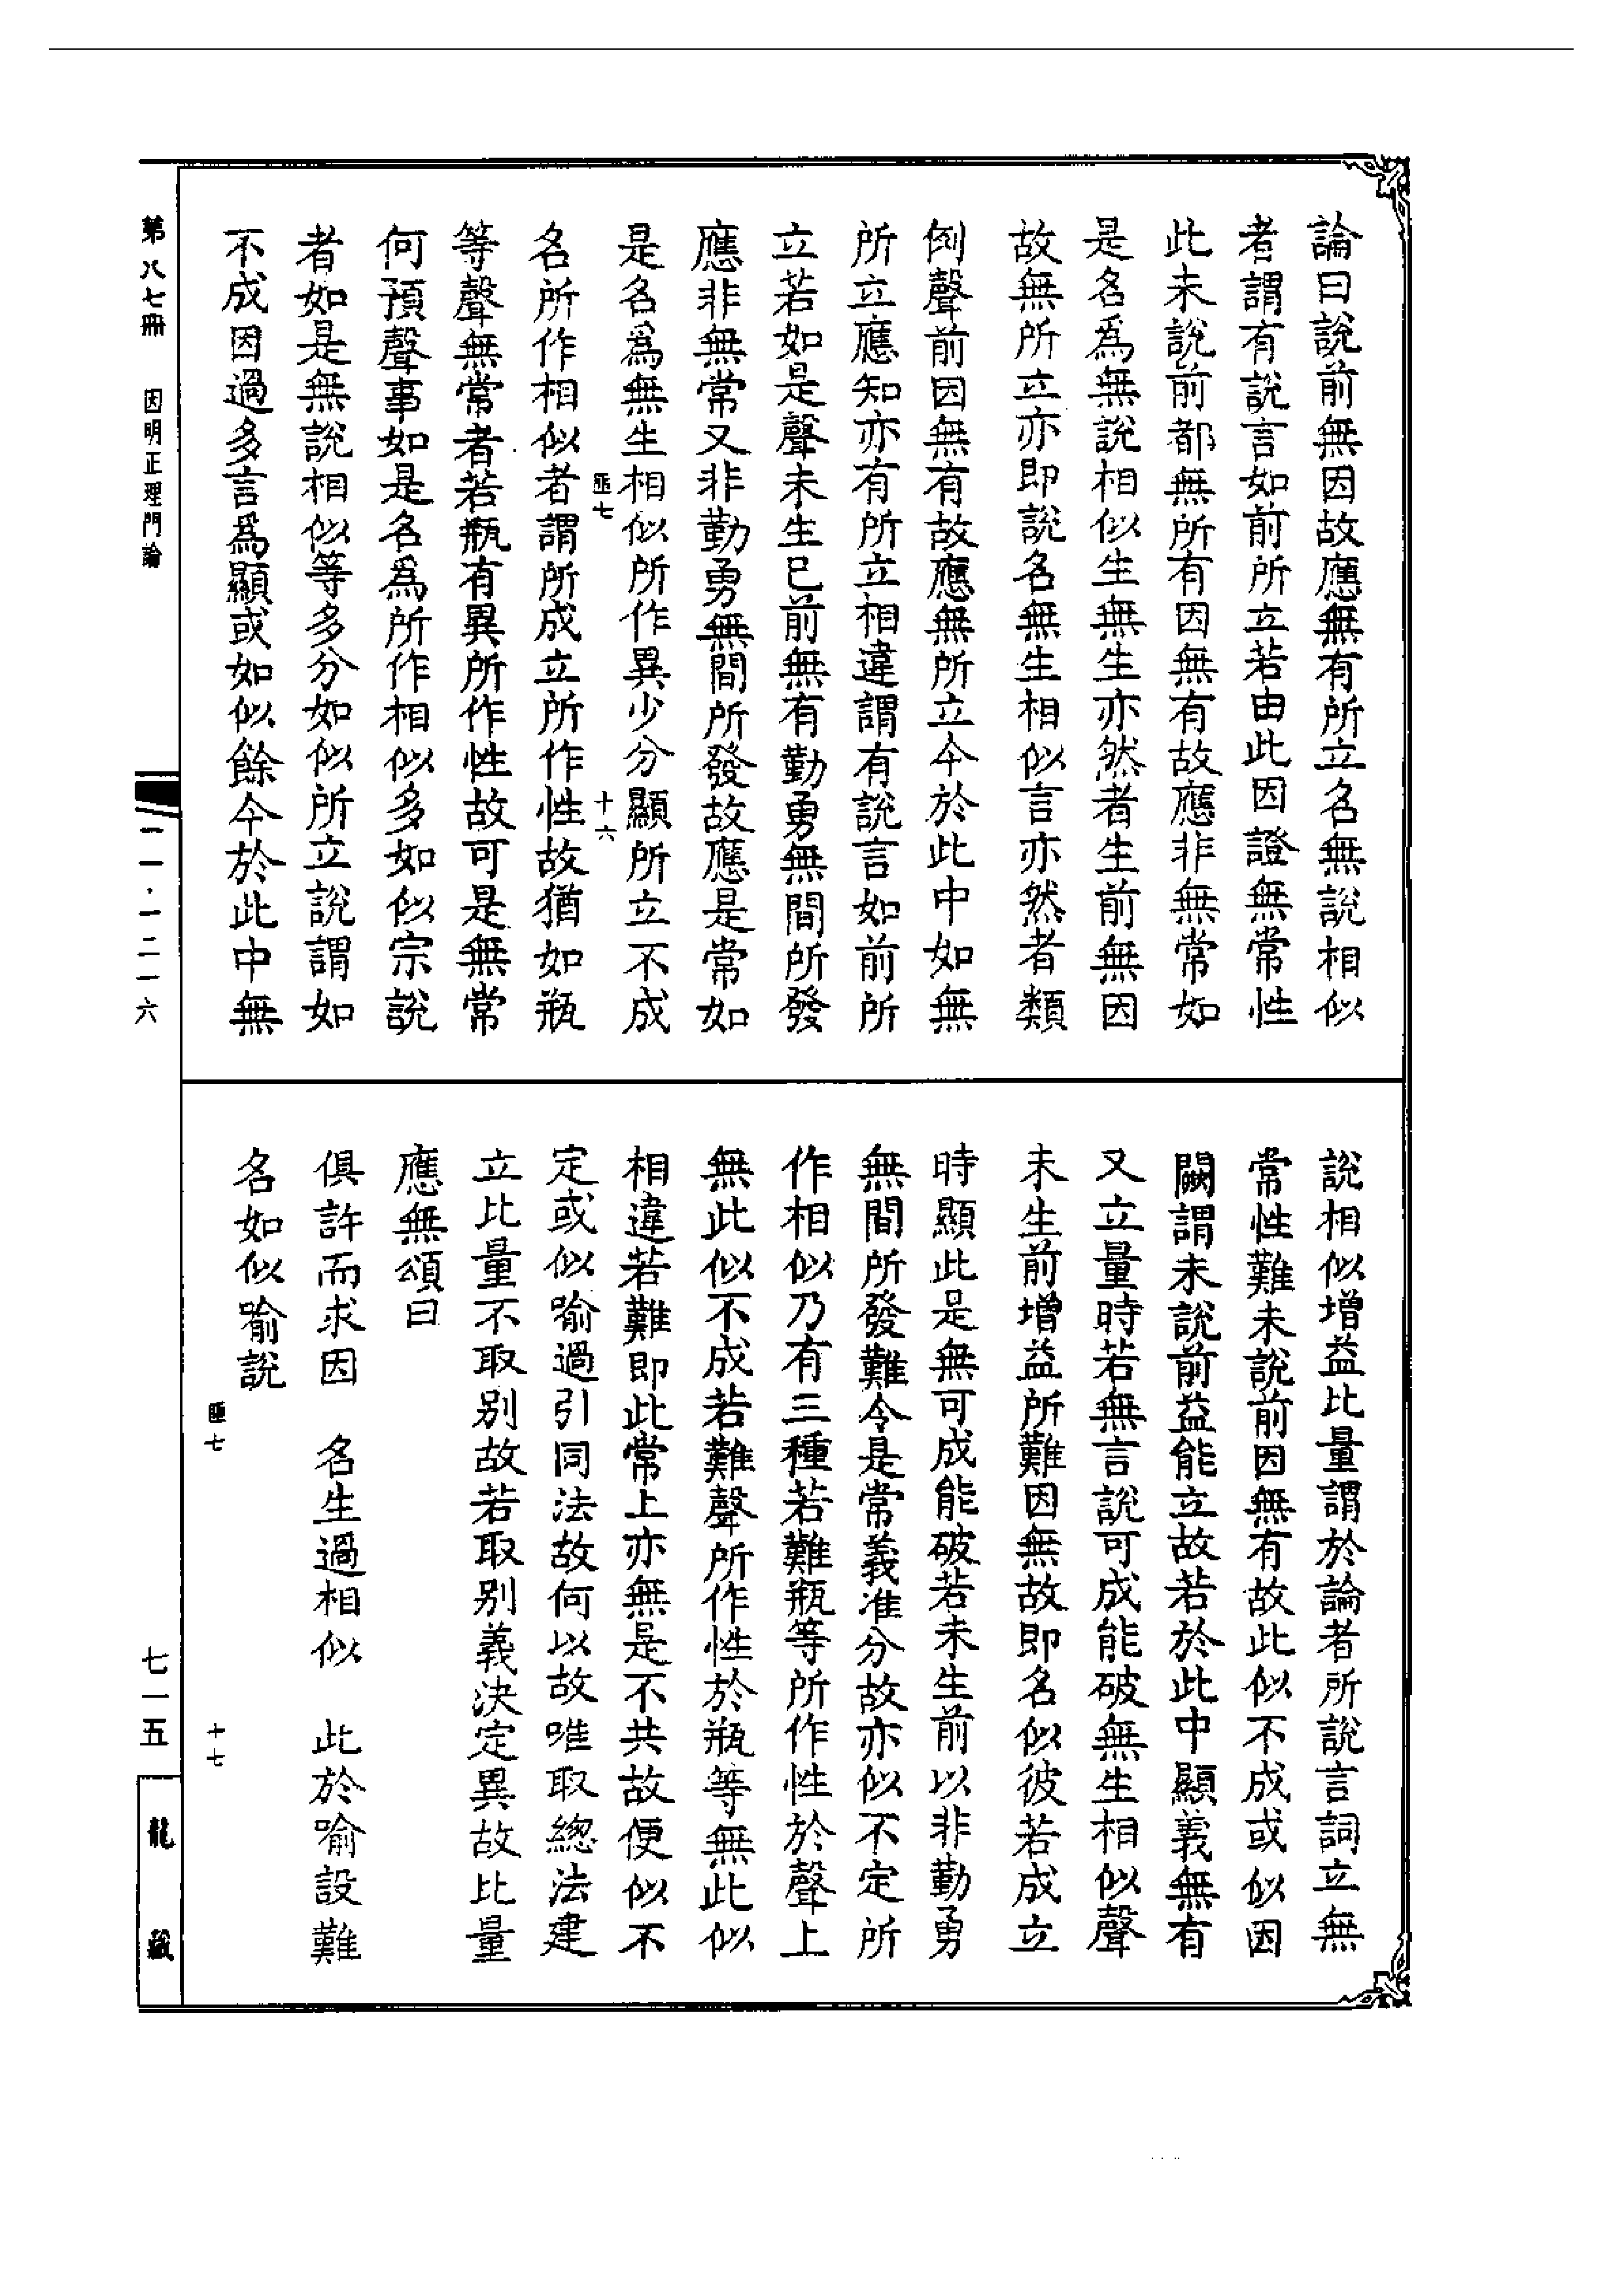 論曰說前無因故應無有所立名無說相似
者謂有說言如前所立若由此因證無常性
此未說前都無所有因無有故應非無常如
是名為無說相似生無生亦然者生前無因
故無所立亦即說名無生相似言亦然者類
例聲前因無有故應無所立今於此中如無
所立應知亦有所立相違謂有說言如前所
立若如是聲未生已前無有勤勇無間所發
應非無常又非勤勇無間所發故應是常如
是名為無生相似所作異少分顯所立不成
匜七
十六
名所作相似者謂所成立所作性故猶如瓶
等聲無常者若瓶有異所作性故可是無常
何預聲事如是名為所作相似多如似宗說
者如是無說相似等多分如似所立說謂如
不成因過多言為顯或如似餘今於此中無
說相似增益比量謂於論者所說言詞立無
常性難未說前因無有故此似不成或似因
闕謂未說前益能立故若於此中顯義無有
又立量時若無言說可成能破無生相似聲
未生前增益所難因無故即名似彼若成立
時顯此是無可成能破若未生前以非勤勇
無間所發難令是常義准分故亦似不定所
作相似乃有三種若難瓶等所作性於聲上
無此似不成若難聲所作性於瓶等無此似
相違若難即此常上亦無是不共故便似不
定或似喻過引同法故何以故唯取總法建
立比量不取別故若取別義決定異故比量
應無頌曰
俱許而求因　名生過相似　此於喻設難
名如似喻說
匜七
十七
第八七冊　因明正理門論
一一·一二一六
七一五
龍藏